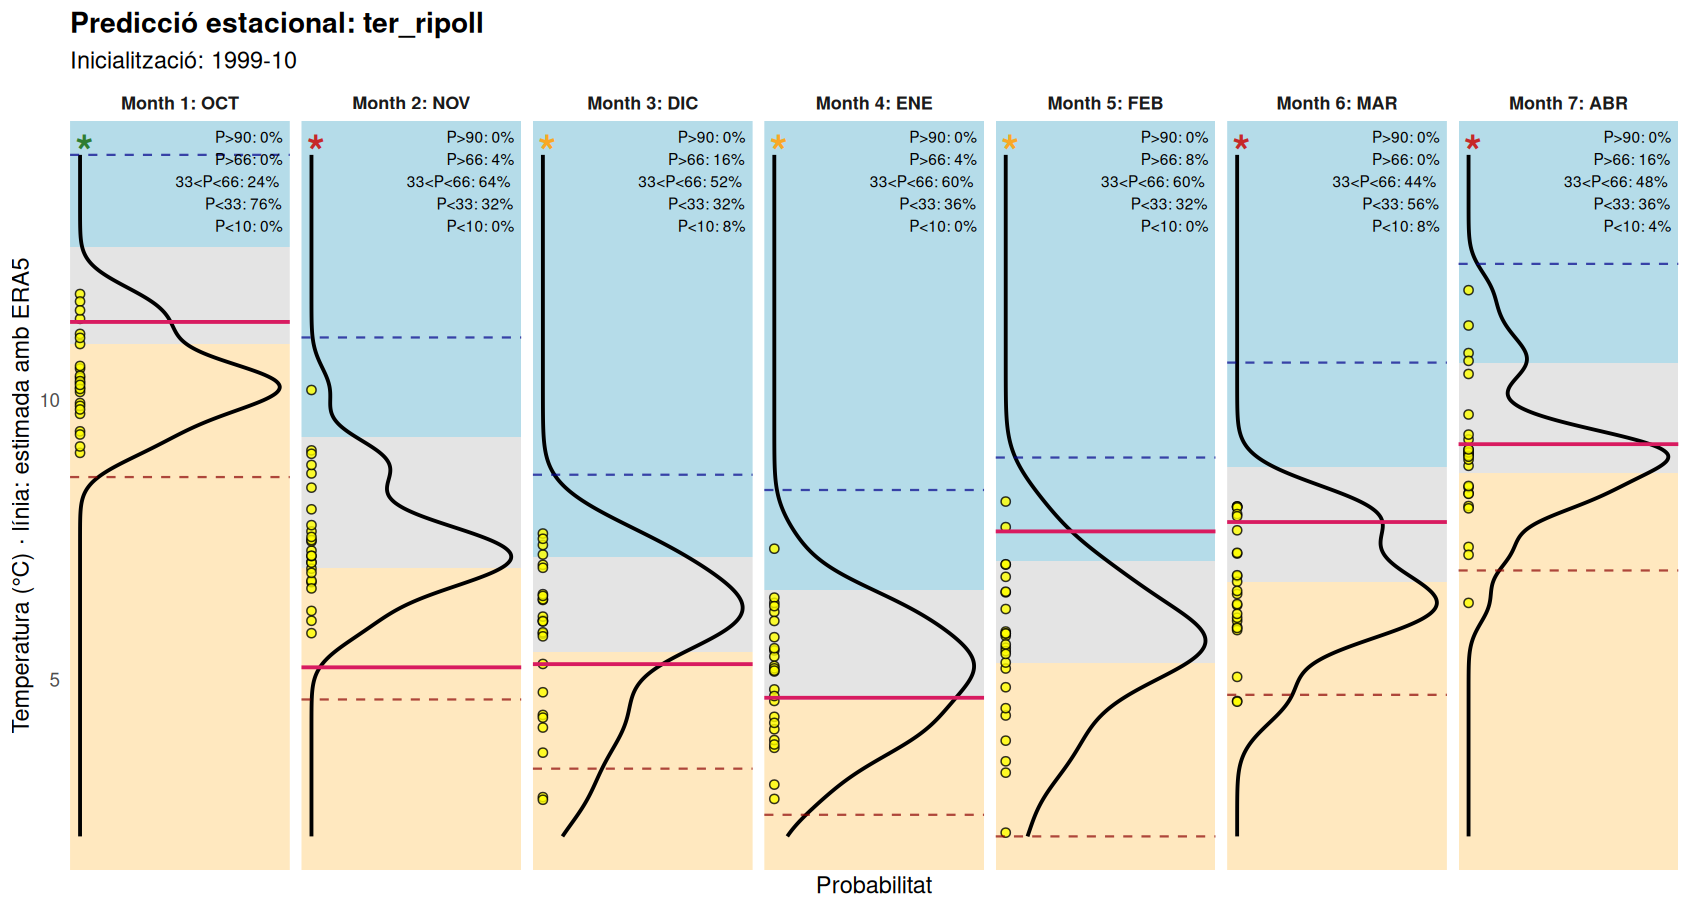 Predicció estacional: ter_ripoll
Inicialització: 1999-10
Month 1: OCT
P>90: 0%
P>66: 0%
33<P<66: 24%
P<33: 76%
P<10: 0%
Month 2: NOV
P>90: 0%
P>66: 4%
33<P<66: 64%
P<33: 32%
P<10: 0%
Month 3: DIC
P>90: 0%
P>66: 16%
33<P<66: 52%
P<33: 32%
P<10: 8%
Month 4: ENE
P>90: 0%
P>66: 4%
33<P<66: 60%
P<33: 36%
P<10: 0%
Month 5: FEB
P>90: 0%
P>66: 8%
33<P<66: 60%
P<33: 32%
P<10: 0%
Month 6: MAR
P>90: 0%
P>66: 0%
33<P<66: 44%
P<33: 56%
P<10: 8%
Month 7: ABR
P>90: 0%
P>66: 16%
33<P<66: 48%
P<33: 36%
P<10: 4%
Temperatura (°C) · línia: estimada amb ERA5
10
5
Probabilitat